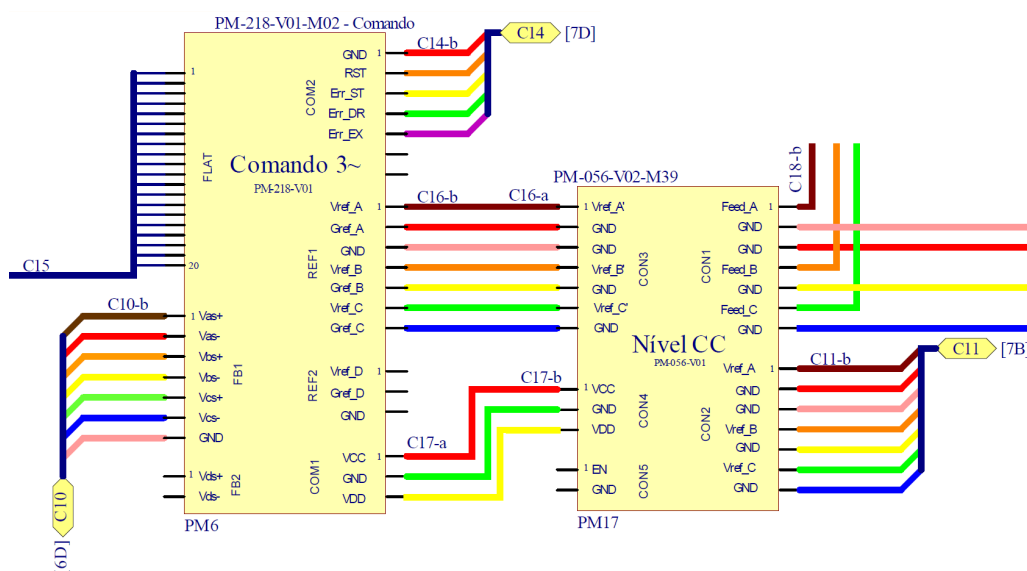 PM-218-V01-M02 - Comando
C14 [7D]
C14-b
GND 1
RST
Err_ST
Err_DR
Err_EX
COM2
1
FLAT
20
Comando 3~
PM-218-V01
C15
C16-b
C16-a
Vref_A 1
Gref_A
GND
Vref_B
Gref_B
Vref_C
Gref_C
REF1
C10-b
1 Vas+
Vas-
Vbs+
Vbs-
Vcs+
Vcs-
GND
FB1
Vref_D 1
Gref_D
GND
REF2
1 Vds+
Vds-
FB2
C17-a
C17-b
VCC 1
GND
VDD
COM1
PM6
C10
[6D]
PM-056-V02-M39
C18-b
1 Vref_A'
GND
GND
Vref_B'
GND
Vref_C'
GND
CON3
Feed_A 1
GND
GND
Feed_B
GND
Feed_C
GND
CON1
Nível CC
PM-056-V01
C11 [7B]
C11-b
1 VCC
GND
VDD
CON4
Vref_A 1
GND
GND
Vref_B
GND
Vref_C
GND
CON2
1 EN
GND
CON5
PM17